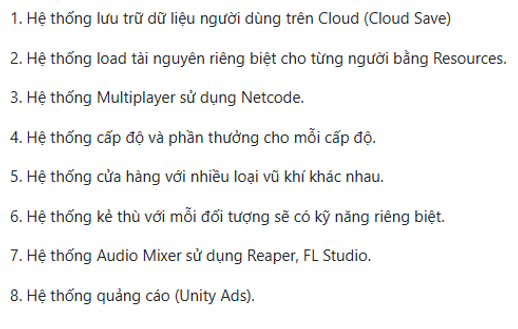 1. Hệ thống lưu trữ dữ liệu người dùng trên Cloud (Cloud Save)
2. Hệ thống load tài nguyên riêng biệt cho từng người bằng Resources.
3. Hệ thống Multiplayer sử dụng Netcode.
4. Hệ thống cấp độ và phần thưởng cho mỗi cấp độ.
5. Hệ thống cửa hàng với nhiều loại vũ khí khác nhau.
6. Hệ thống kẻ thù với mỗi đối tượng sẽ có kỹ năng riêng biệt.
7. Hệ thống Audio Mixer sử dụng Reaper, FL Studio.
8. Hệ thống quảng cáo (Unity Ads).